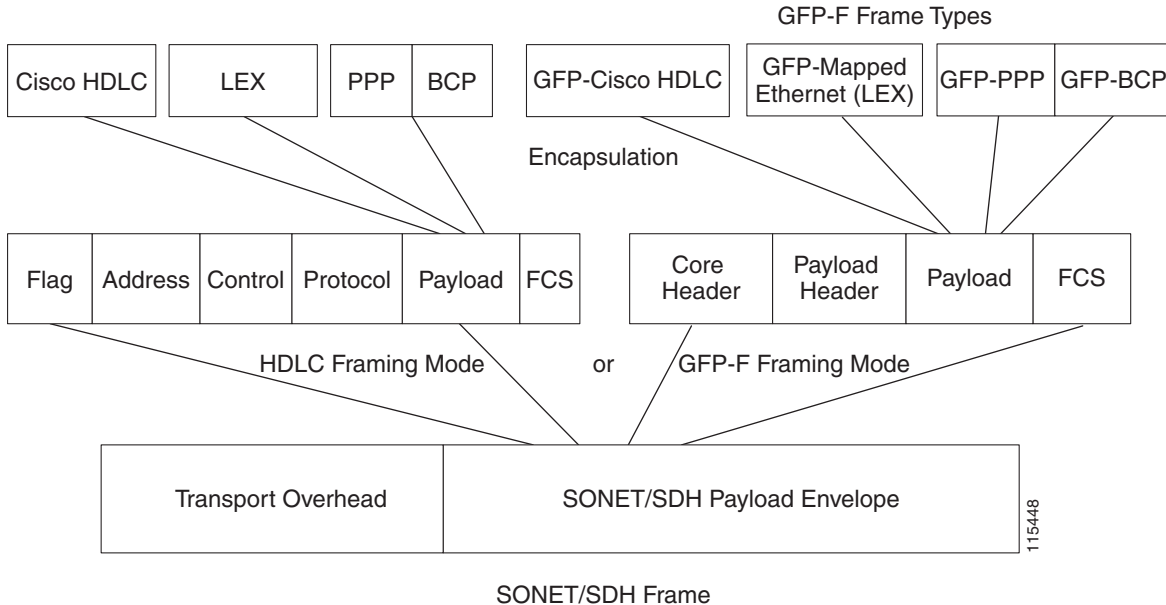 GFP-F Frame Types
Cisco HDLC LEX PPP BCP GFP-Cisco HDLC GFP-Mapped Ethernet (LEX) GFP-PPP GFP-BCP
Encapsulation
Flag Address Control Protocol Payload FCS Core Header Payload Header Payload FCS
HDLC Framing Mode or GFP-F Framing Mode
Transport Overhead SONET/SDH Payload Envelope
115448
SONET/SDH Frame